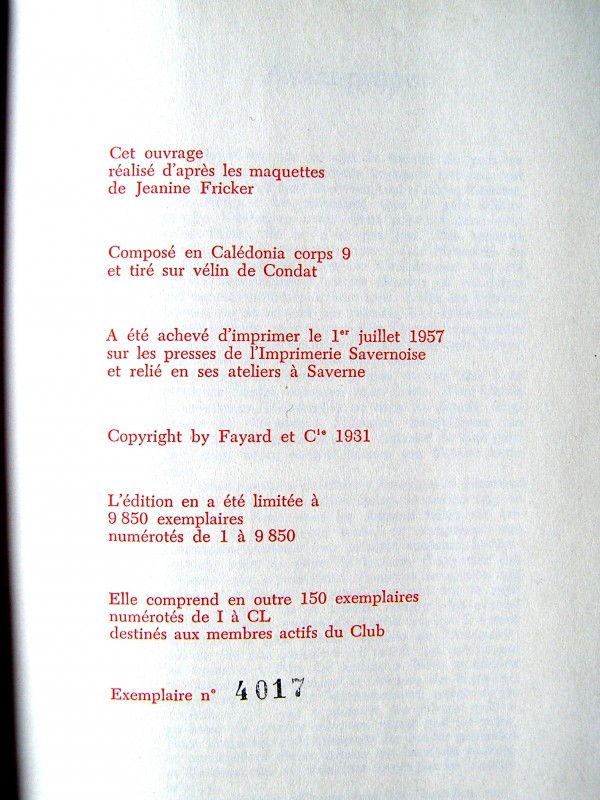 Cet ouvrage
réalisé d'après les maquettes
de Jeanine Fricker
Composé en Calédonia corps 9
et tiré sur vélin de Condat
A été achevé d'imprimer le 1er juillet 1957
sur les presses de l'Imprimerie Savernoise
et relié en ses ateliers à Saverne
Copyright by Fayard et Cie 1931
L'édition en a été limitée à
9 850 exemplaires
numérotés de 1 à 9 850
Elle comprend en outre 150 exemplaires
numérotés de I à CL
destinés aux membres actifs du Club
Exemplaire n° 4017